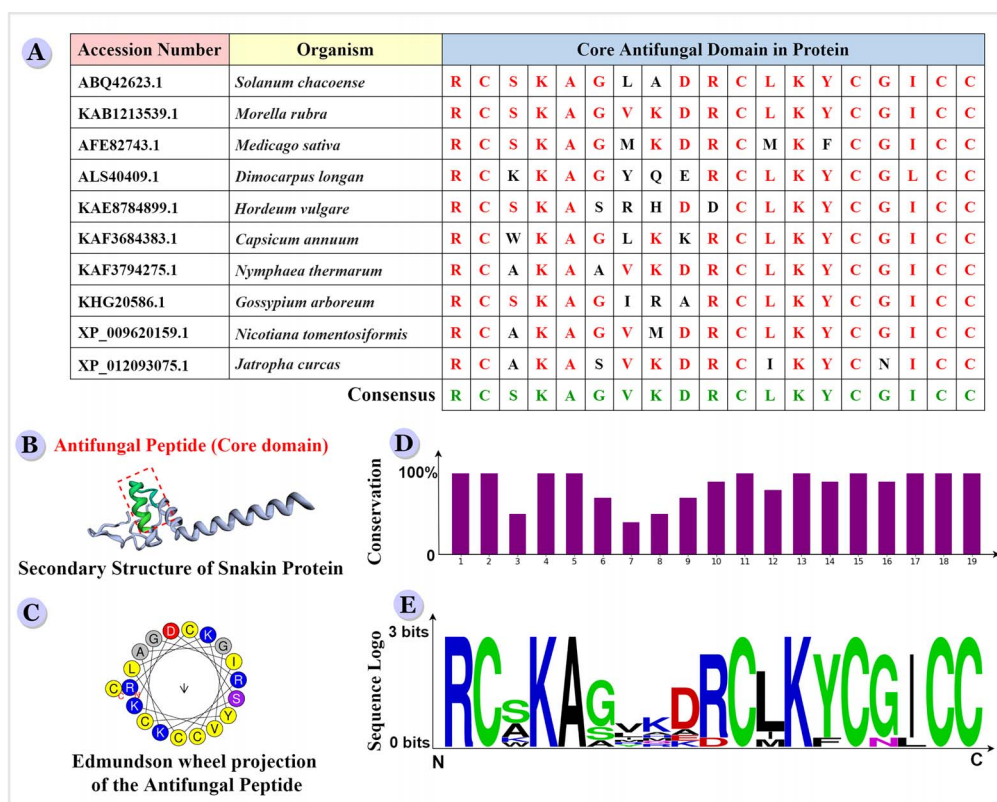 A
Accession Number Organism Core Antifungal Domain in Protein
ABQ42623.1 Solanum chacoense R C S K A G L A D R C L K Y C G I C C
KAB1213539.1 Morella rubra R C S K A G V K D R C L K Y C G I C C
AFE82743.1 Medicago sativa R C S K A G M K D R C M K F C G I C C
ALS40409.1 Dimocarpus longan R C K K A G Y Q E R C L K Y C G L C C
KAE8784899.1 Hordeum vulgare R C S K A S R H D D C L K Y C G I C C
KAF3684383.1 Capsicum annuum R C W K A G L K K R C L K Y C G I C C
KAF3794275.1 Nymphaea thermarum R C A K A A V K D R C L K Y C G I C C
KHG20586.1 Gossypium arboreum R C S K A G I R A R C L K Y C G I C C
XP_009620159.1 Nicotiana tomentosiformis R C A K A G V M D R C L K Y C G I C C
XP_012093075.1 Jatropha curcas R C A K A S V K D R C I K Y C N I C C
Consensus R C S K A G V K D R C L K Y C G I C C
B
Antifungal Peptide (Core domain)
Secondary Structure of Snakin Protein
C
D C K G I R S Y V C C K C K R C L A G
Edmundson wheel projection
of the Antifungal Peptide
D
Conservation
100%
0
1 2 3 4 5 6 7 8 9 10 11 12 13 14 15 16 17 18 19
E
Sequence Logo
3 bits
0 bits
RCSKAGVKDRCLKYCGICC
N C